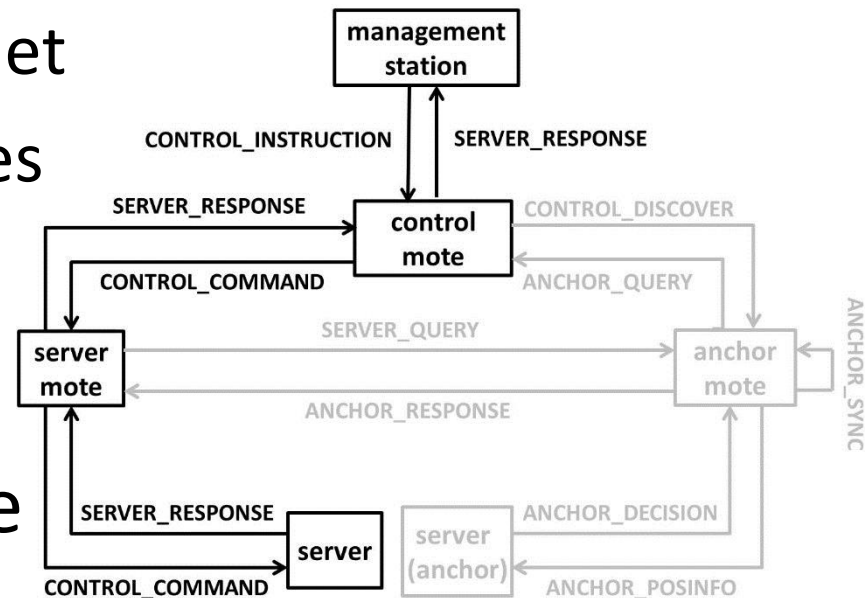 et
es
e
management
station
CONTROL_INSTRUCTION
SERVER_RESPONSE
SERVER_RESPONSE
control
mote
CONTROL_DISCOVER
CONTROL_COMMAND
ANCHOR_QUERY
SERVER_QUERY
server
mote
anchor
mote
ANCHOR_SYNC
ANCHOR_RESPONSE
SERVER_RESPONSE
server
server
(anchor)
ANCHOR_DECISION
CONTROL_COMMAND
ANCHOR_POSINFO